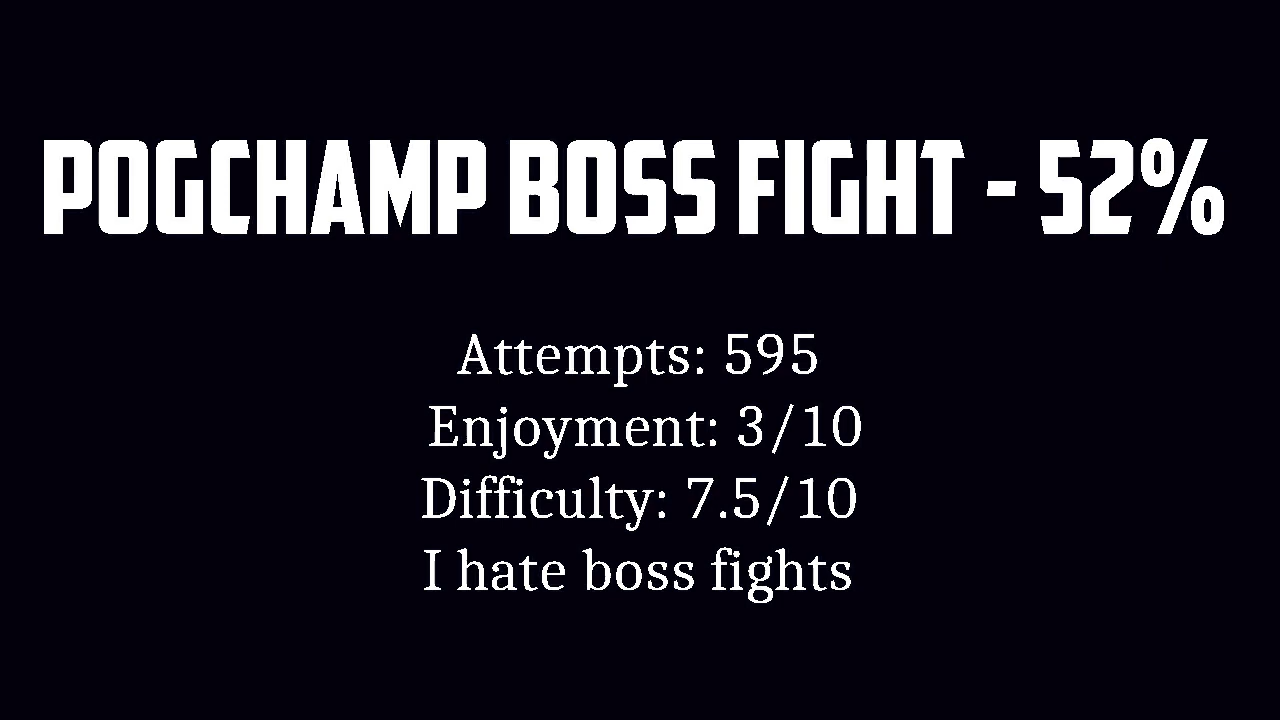 POGCHAMP BOSS FIGHT - 52%
Attempts: 595
Enjoyment: 3/10
Difficulty: 7.5/10
I hate boss fights